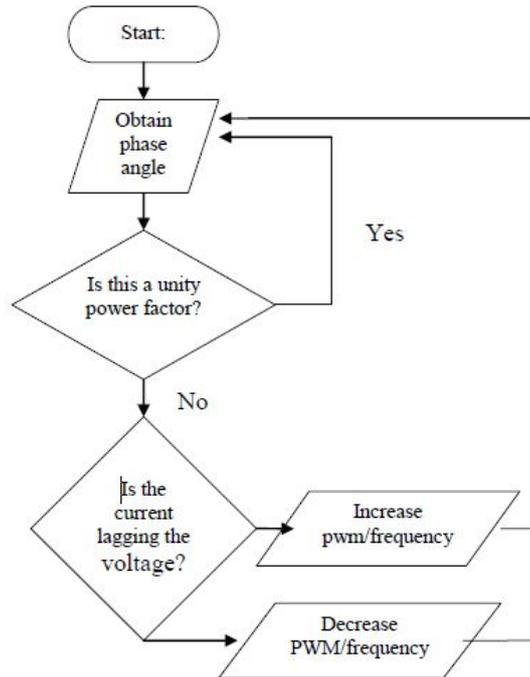 Start:
Obtain
phase
angle
Yes
Is this a unity
power factor?
No
Is the
current
lagging the
voltage?
Increase
pwm/frequency
Decrease
PWM/frequency